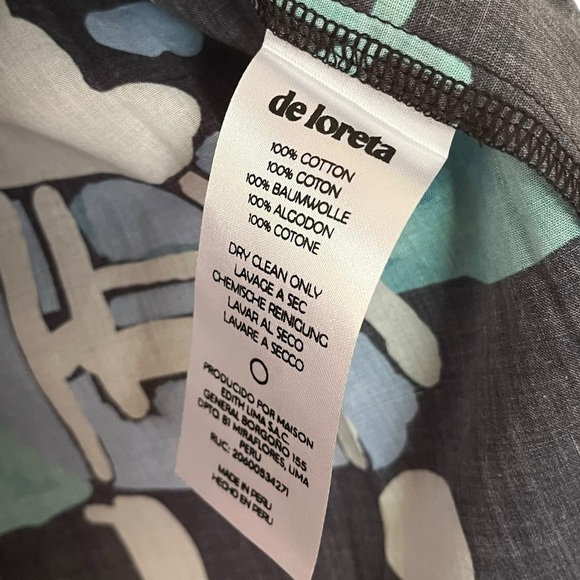 de loreta
100% COTTON
100% COTON
100% BAUMWOLLE
100% ALGODON
100% COTONE
DRY CLEAN ONLY
LAVAGE A SEC
CHEMISCHE REINIGUNG
LAVAR AL SECO
LAVARE A SECCO
PRODUCIDO FOR MAISON
EDITH LIMA S.A.C
GENERAL BORGOÑO 155
DPTO 81 MIRAFLORES, LIMA
PERU
RUC: 20600534271
MADE IN PERU
HECHO EN PERU